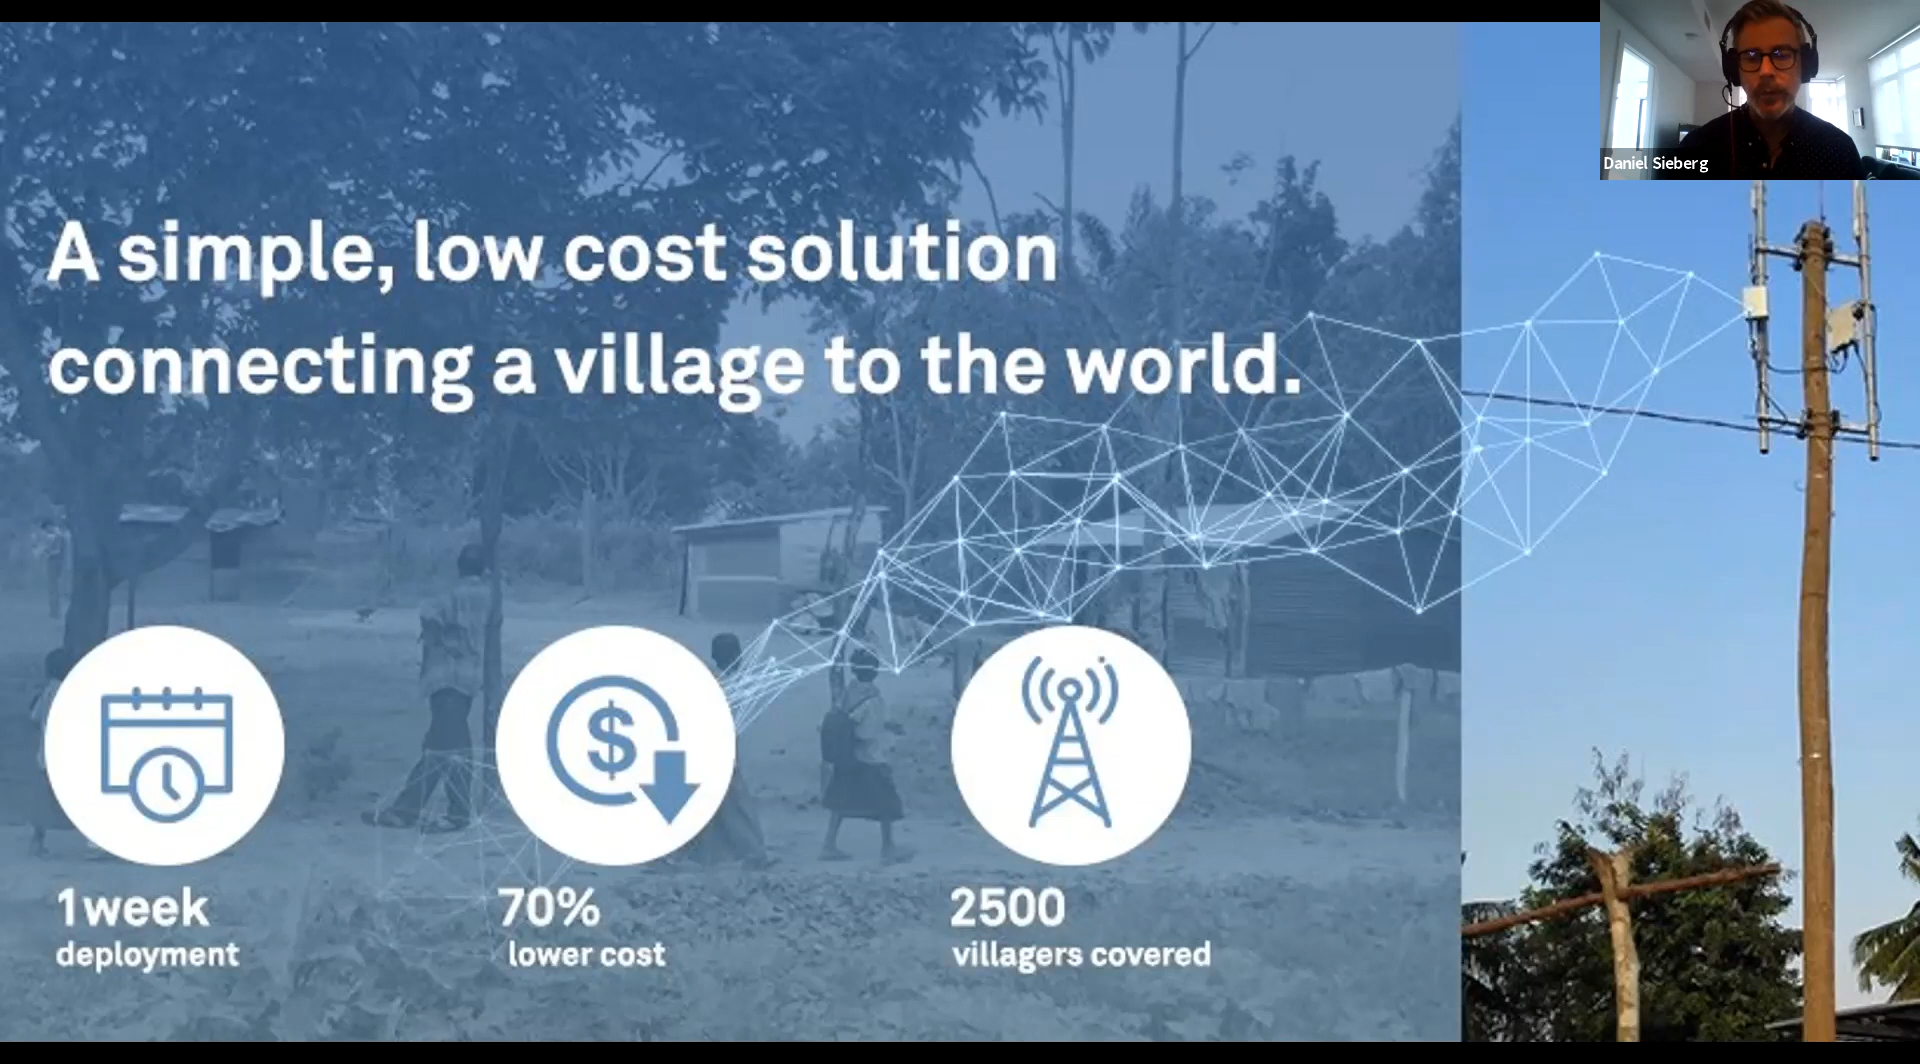 A simple, low cost solution
connecting a village to the world.
$
1 week
deployment
70%
lower cost
2500
villagers covered
Daniel Sieberg